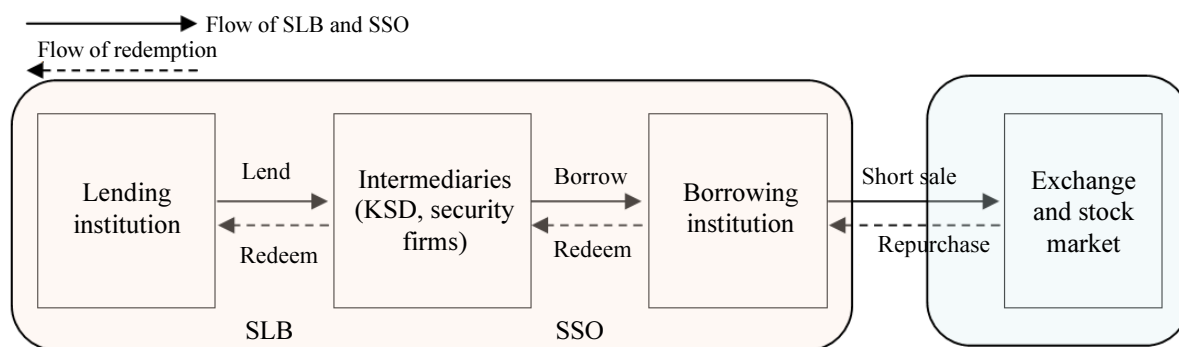 Flow of SLB and SSO
Flow of redemption
Lending
institution
Lend
Redeem
Intermediaries
(KSD, security
firms)
Borrow
Redeem
Borrowing
institution
Short sale
Repurchase
Exchange
and stock
market
SLB
SSO